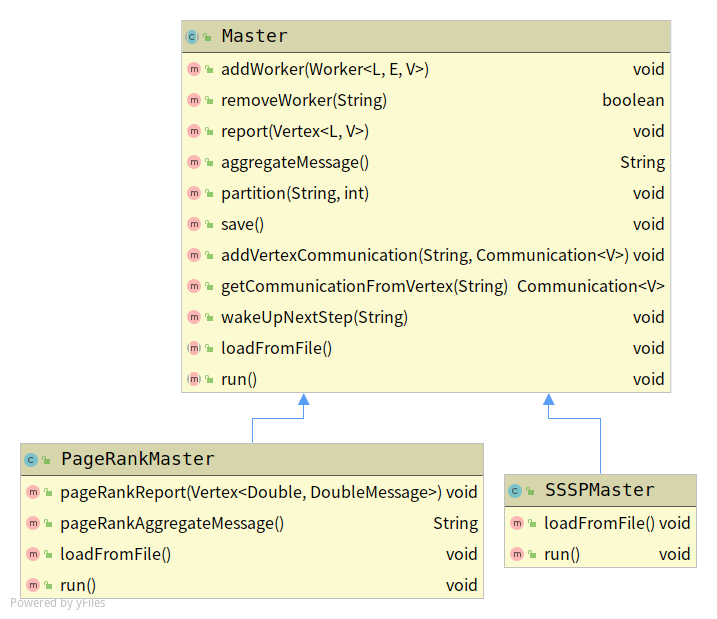 Master
addWorker(Worker<L, E, V>) void
removeWorker(String) boolean
report(Vertex<L, V>) void
aggregateMessage() String
partition(String, int) void
save() void
addVertexCommunication(String, Communication<V>) void
getCommunicationFromVertex(String) Communication<V>
wakeUpNextStep(String) void
loadFromFile() void
run() void
PageRankMaster
pageRankReport(Vertex<Double, DoubleMessage>) void
pageRankAggregateMessage() String
loadFromFile() void
run() void
SSSPMaster
loadFromFile() void
run() void
Powered by yFiles